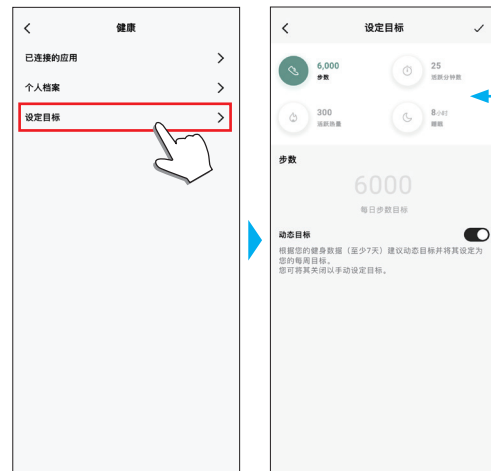 健康
已连接的应用
个人档案
设定目标
设定目标
6,000
步数
25
活跃分钟数
300
活跃热量
8小时
睡眠
步数
6000
每日步数目标
动态目标
根据您的健身数据（至少7天）建议动态目标并将其设定为
您的每周目标。
您可将其关闭以手动设定目标。